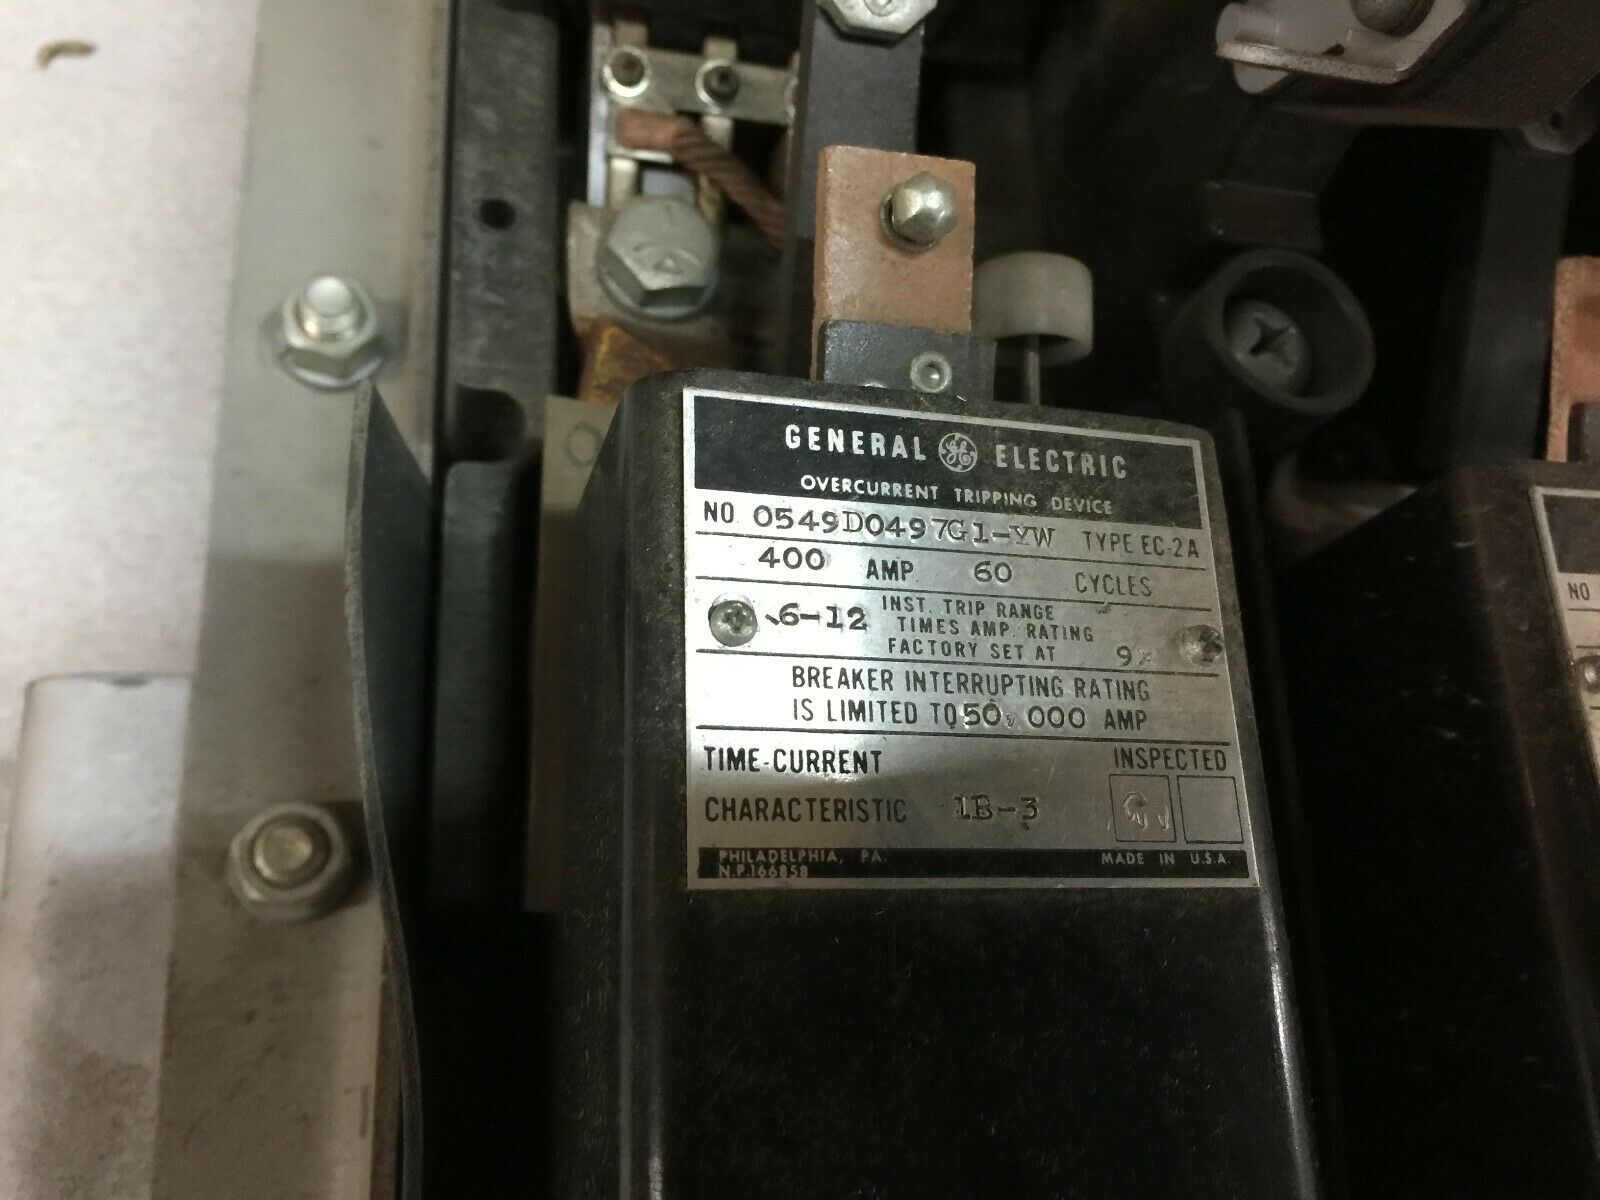 GENERAL GE ELECTRIC
OVERCURRENT TRIPPING DEVICE
NO 0549D0497G1-YW TYPE EC-2A
400 AMP. 60 CYCLES
6-12 INST. TRIP RANGE
TIMES AMP. RATING
FACTORY SET AT 9X
BREAKER INTERRUPTING RATING
IS LIMITED TO 50,000 AMP
TIME-CURRENT INSPECTED
CHARACTERISTIC 1B-3
PHILADELPHIA, PA. MADE IN U.S.A.
N.P.166858
NO